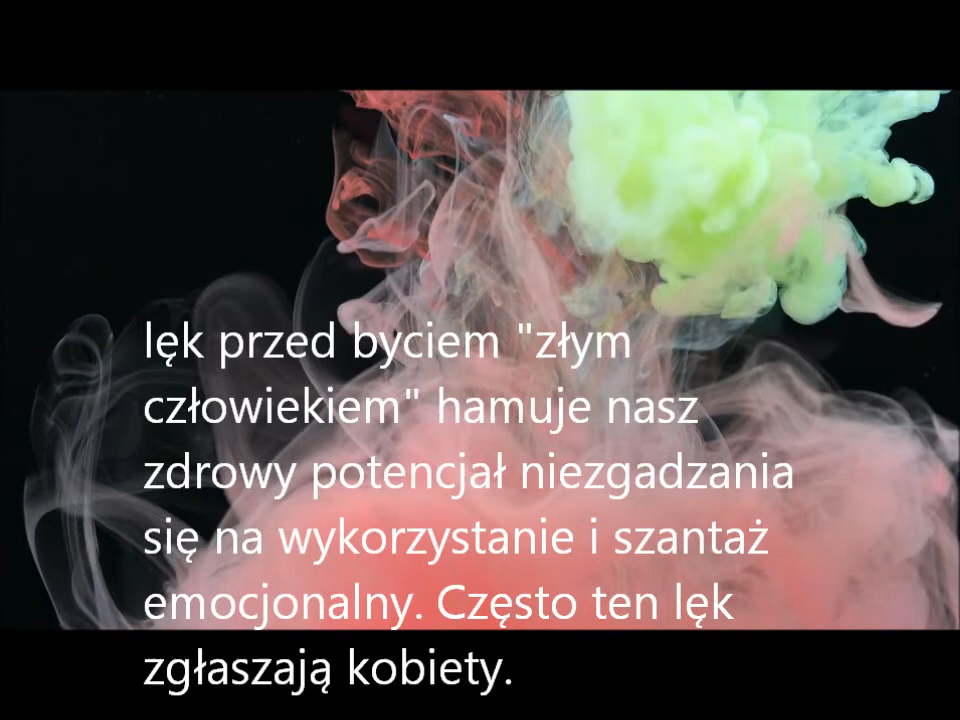 lęk przed byciem "złym
człowiekiem" hamuje nasz
zdrowy potencjał niezgadzania
się na wykorzystanie i szantaż
emocjonalny. Często ten lęk
zgłaszają kobiety.